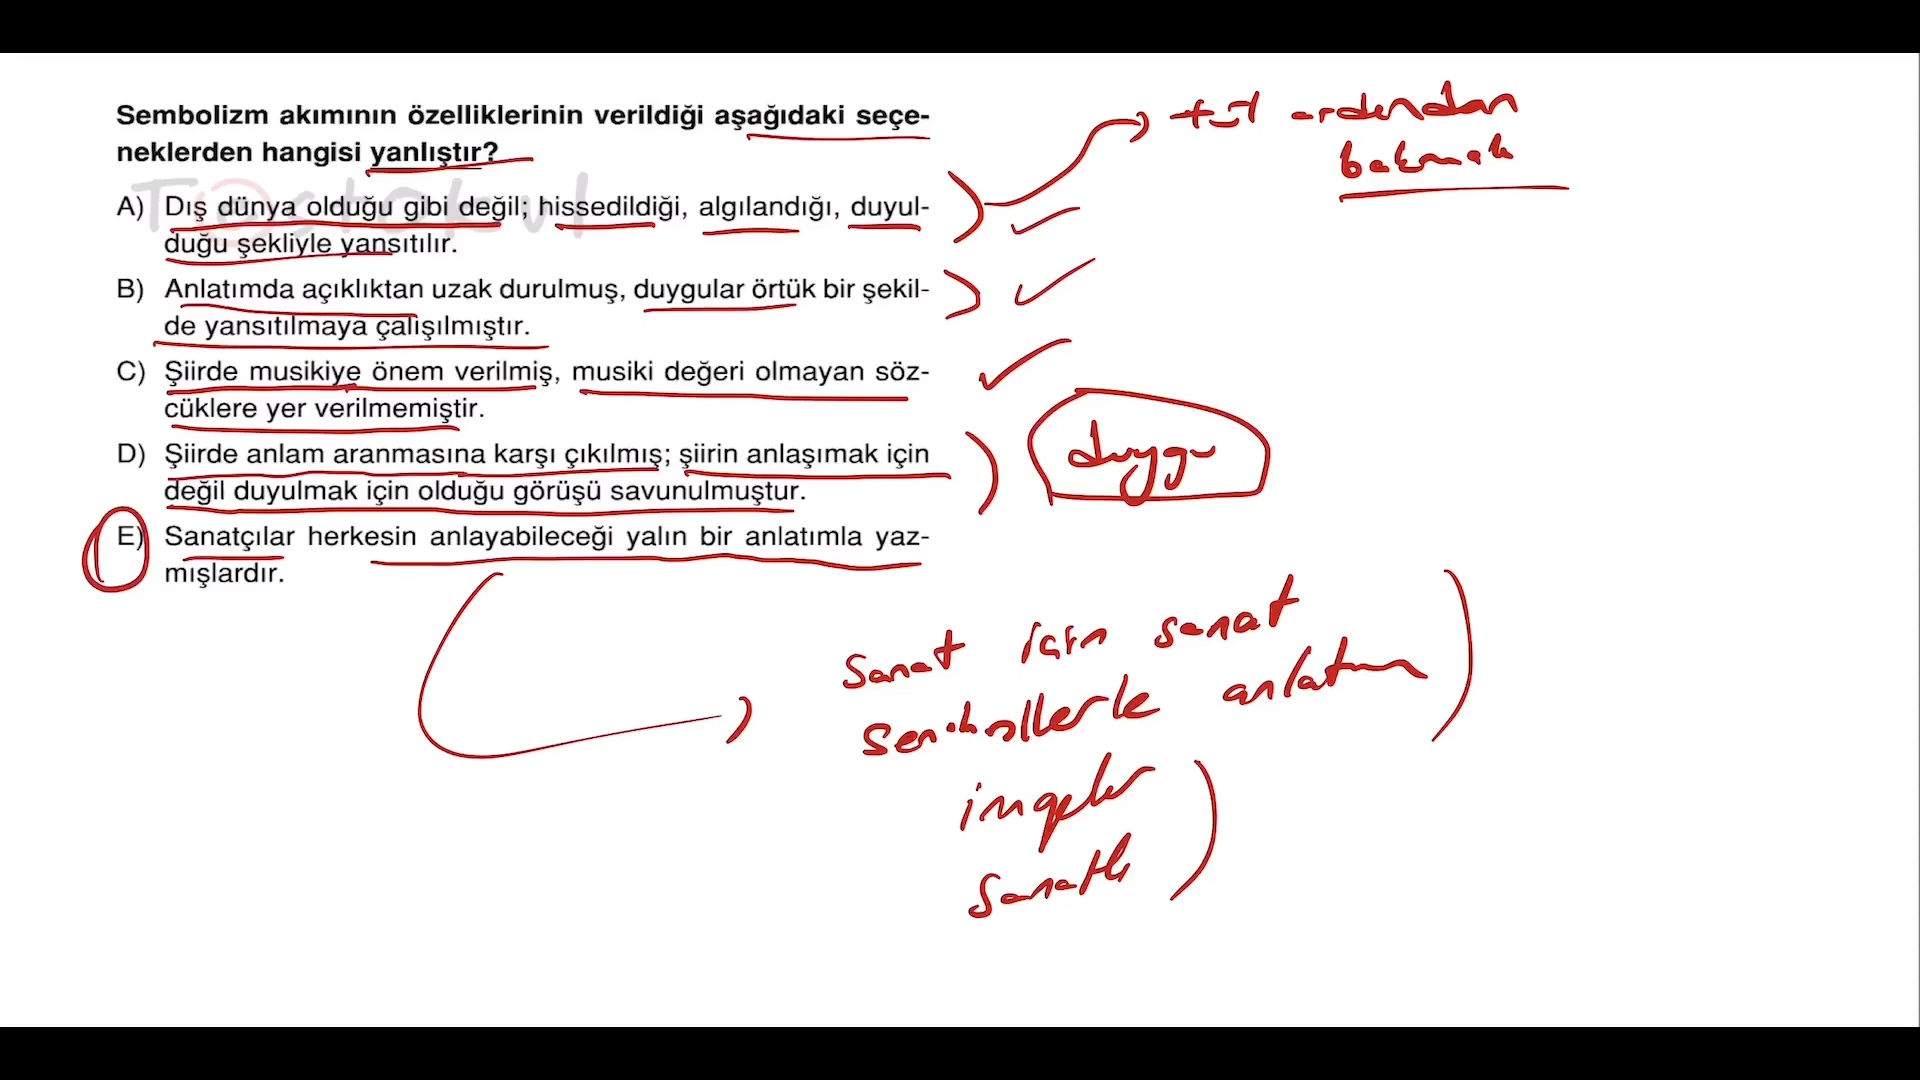 Sembolizm akımının özelliklerinin verildiği aşağıdaki seçe-
neklerden hangisi yanlıştır?
A) Dış dünya olduğu gibi değil; hissedildiği, algılandığı, duyul-
duğu şekliyle yansıtılır.
B) Anlatımda açıklıktan uzak durulmuş, duygular örtük bir şekil-
de yansıtılmaya çalışılmıştır.
C) Şiirde musikiye önem verilmiş, musiki değeri olmayan söz-
cüklere yer verilmemiştir.
D) Şiirde anlam aranmasına karşı çıkılmış; şiirin anlaşımak için
değil duyulmak için olduğu görüşü savunulmuştur.
E) Sanatçılar herkesin anlayabileceği yalın bir anlatımla yaz-
mışlardır.
tül ardından
bakmak
duygu
sanat için sanat
sembollerle anlatım
imgeler
sanatlı